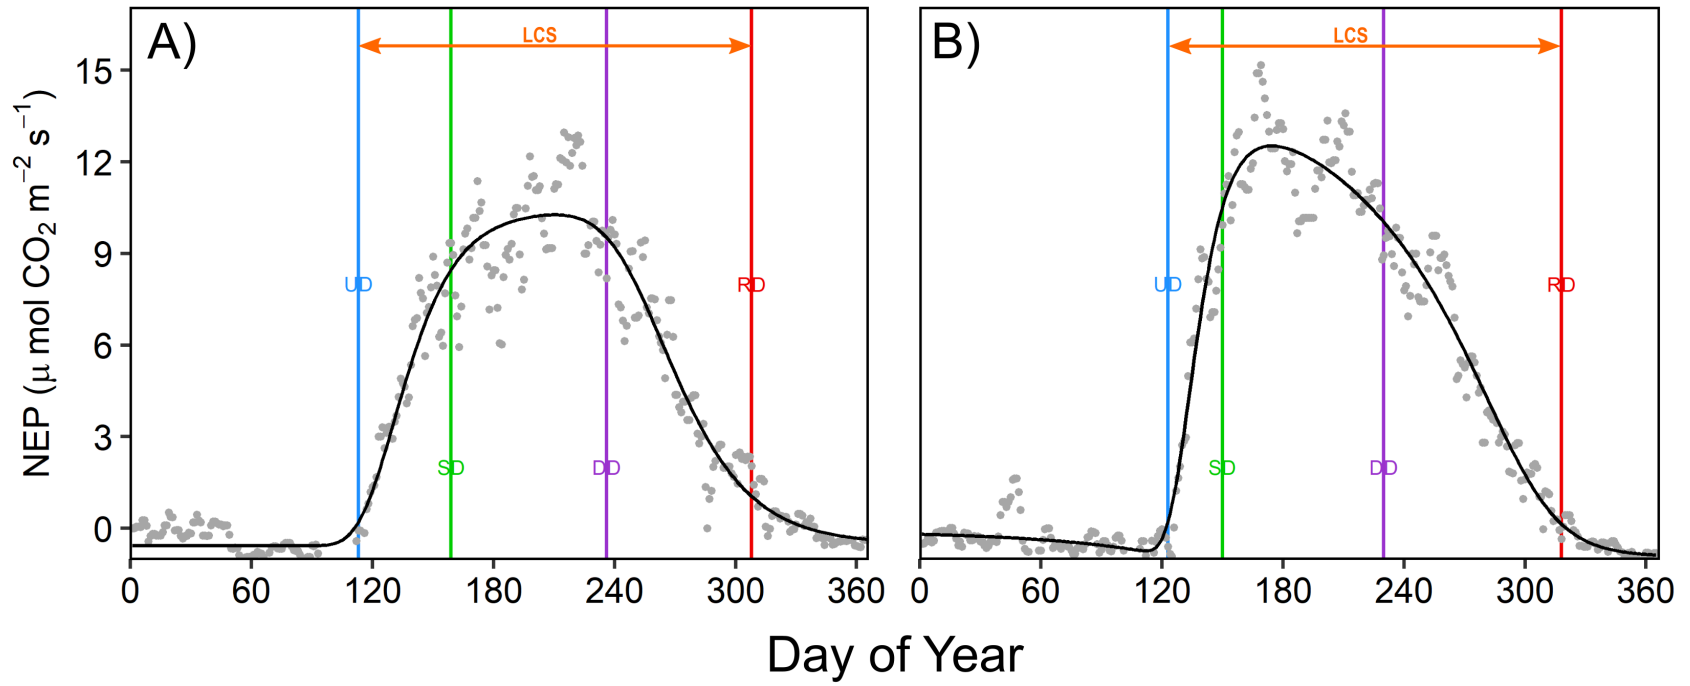 A)
LCS
B)
LCS
15
12
9
6
3
0
NEP (μ mol CO₂ m⁻² s⁻¹)
UD
RD
UD
RD
SD
DD
SD
DD
0 60 120 180 240 300 360
0 60 120 180 240 300 360
Day of Year